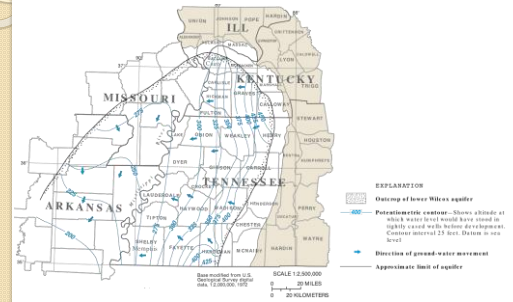 ILL
UNION
JOHNSON
POPE
HARDIN
CRITTENDEN
LYON
MASSAC
KENTUCKY
TRIGG
CARLISLE
GRAVES
HICKMAN
CALLOWAY
FULTON
MISSOURI
STEWART
LAKE
OBION
WEAKLEY
HENRY
HOUSTON
BENTON
HUMPHREYS
DYER
GIBSON
CARROLL
TENNESSEE
CROCKETT
PERRY
LAUDERDALE
HAYWOOD
MADISON
HENDERSON
DECATUR
ARKANSAS
TIPTON
CHESTER
WAYNE
SHELBY
Memphis
FAYETTE
HARDEMAN
MCNAIRY
HARDIN
EXPLANATION
Outcrop of lower Wilcox aquifer
400
Potentiometric contour—Shows altitude at
which water level would have stood in
tightly cased wells before development.
Contour interval 25 feet. Datum is sea
level
Direction of ground-water movement
Approximate limit of aquifer
Base modified from U.S.
Geological Survey digital
data, 1:2,000,000, 1972
SCALE 1:2,500,000
0 20 MILES
0 20 KILOMETERS